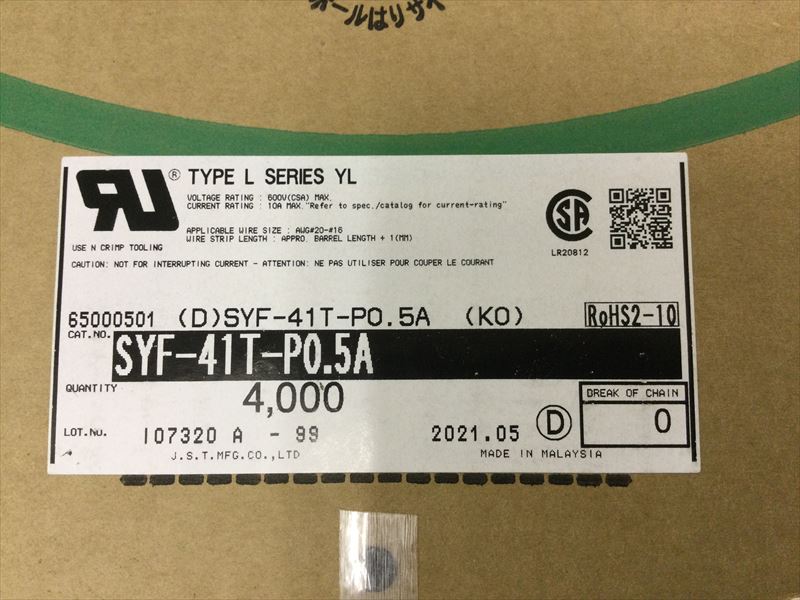 オールはりサイ
® TYPE L SERIES YL
VOLTAGE RATING : 600V(CSA) MAX.
CURRENT RATING : 10A MAX."Refer to spec./catalog for current-rating"
APPLICABLE WIRE SIZE : AWG#20-#16
WIRE STRIP LENGTH : APPRO. BARREL LENGTH + 1(MM)
USE N CRIMP TOOLING
LR20812
CAUTION: NOT FOR INTERRUPTING CURRENT - ATTENTION: NE PAS UTILISER POUR COUPER LE COURANT
65000501 (D)SYF-41T-P0.5A (KO) RoHS2-10
CAT.NO. SYF-41T-P0.5A
QUANTITY 4,000
BREAK OF CHAIN
0
LOT.No. I07320 A - 99 2021.05 D
J.S.T.MFG.CO.,LTD MADE IN MALAYSIA